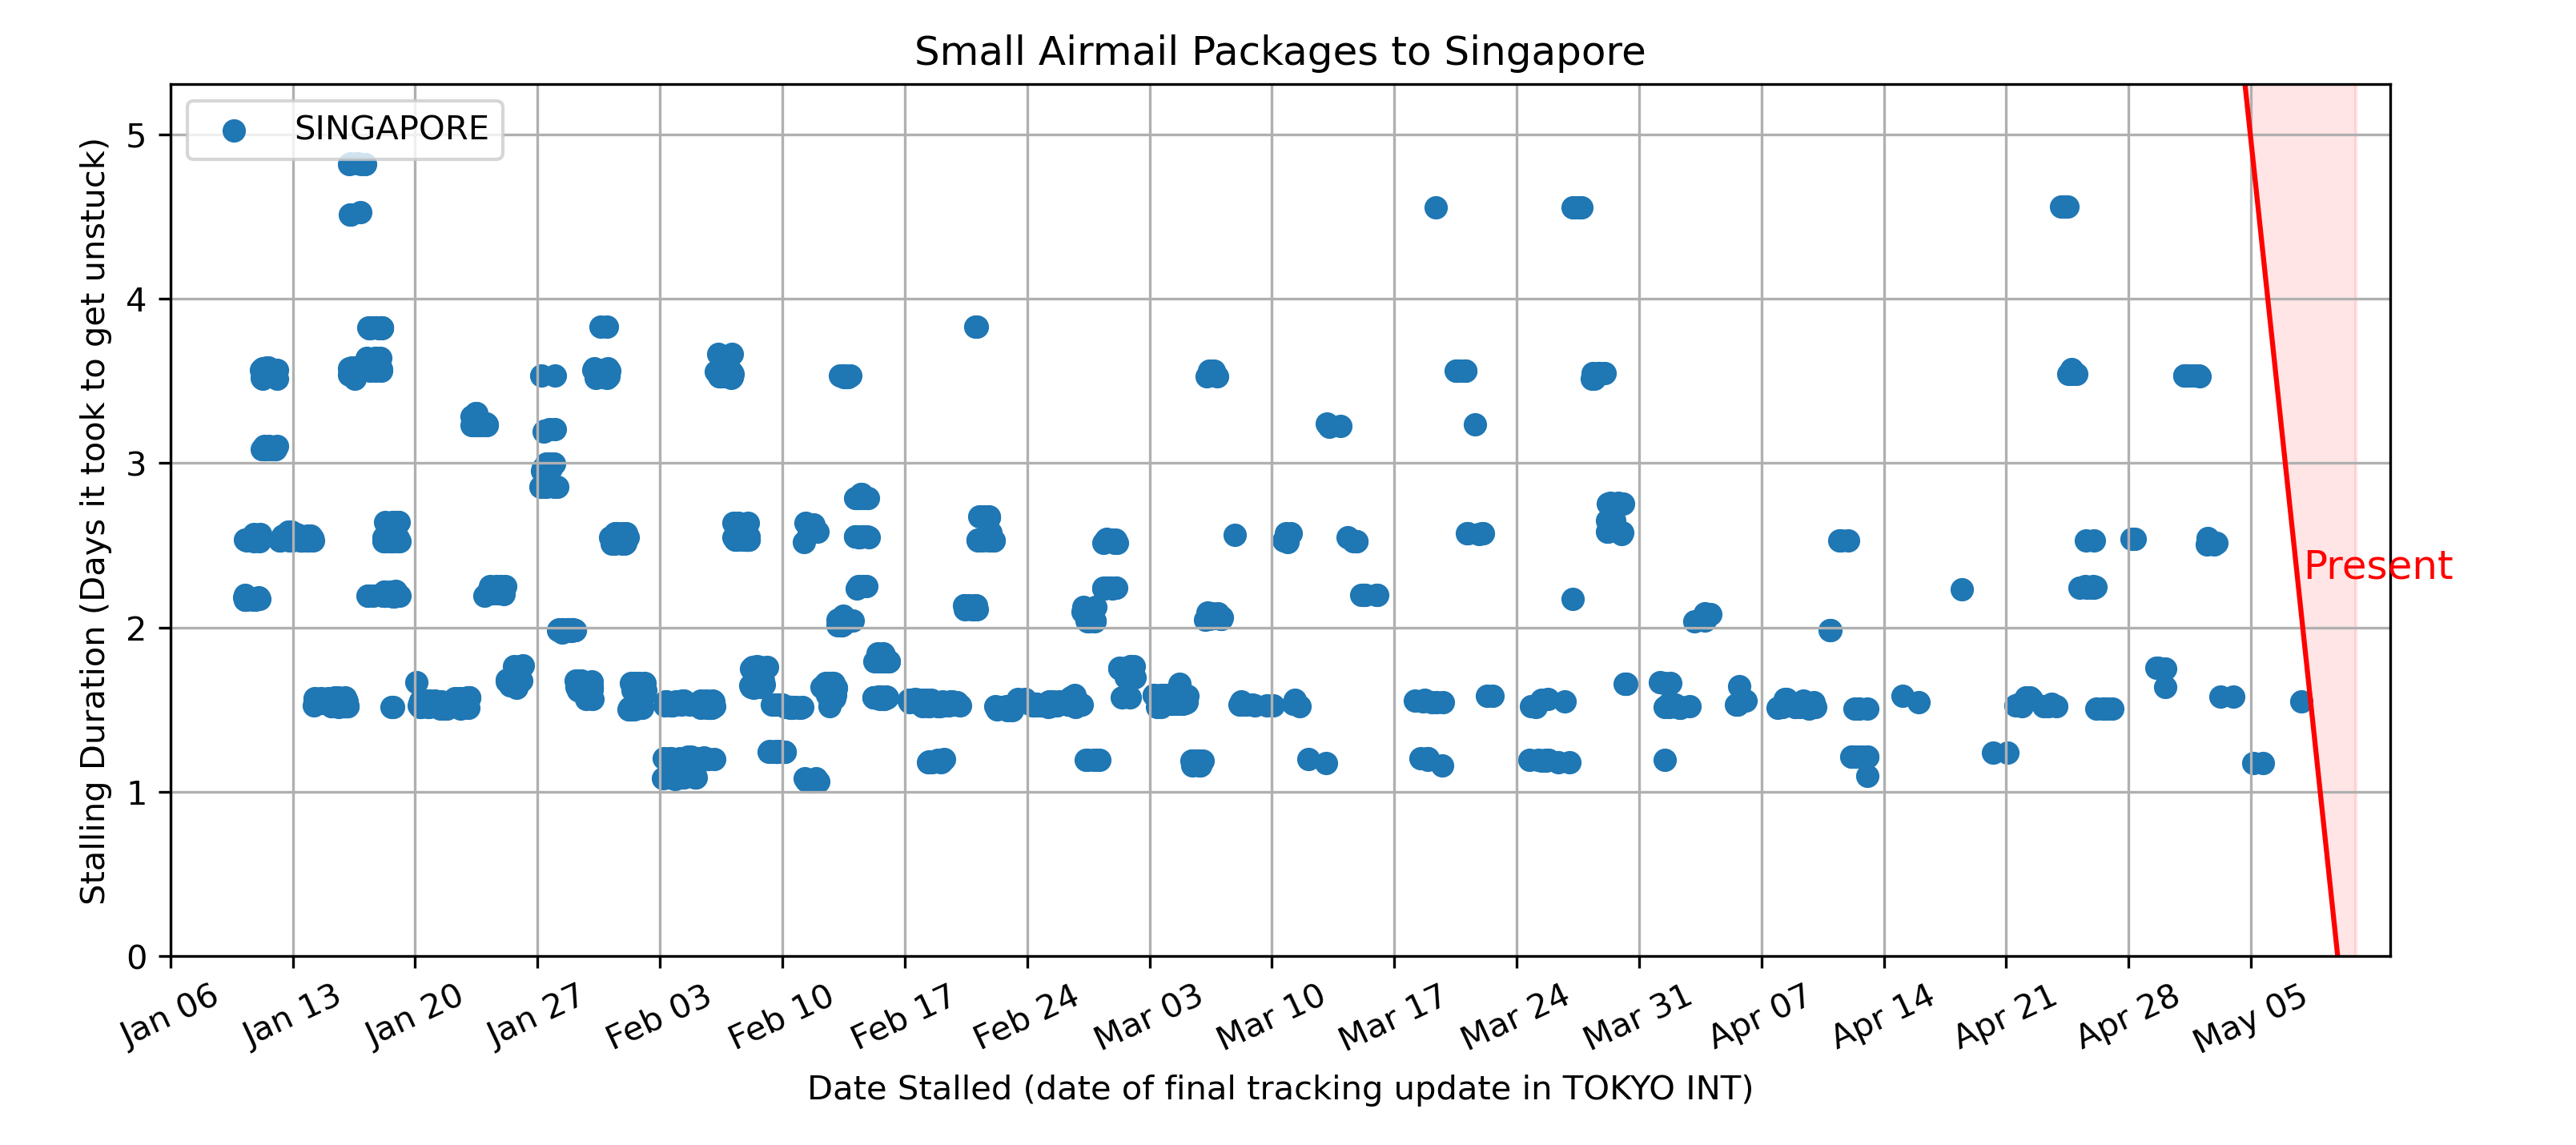 Small Airmail Packages to Singapore
SINGAPORE
Stalling Duration (Days it took to get unstuck)
5
4
3
2
1
0
Present
Jan 06
Jan 13
Jan 20
Jan 27
Feb 03
Feb 10
Feb 17
Feb 24
Mar 03
Mar 10
Mar 17
Mar 24
Mar 31
Apr 07
Apr 14
Apr 21
Apr 28
May 05
Date Stalled (date of final tracking update in TOKYO INT)